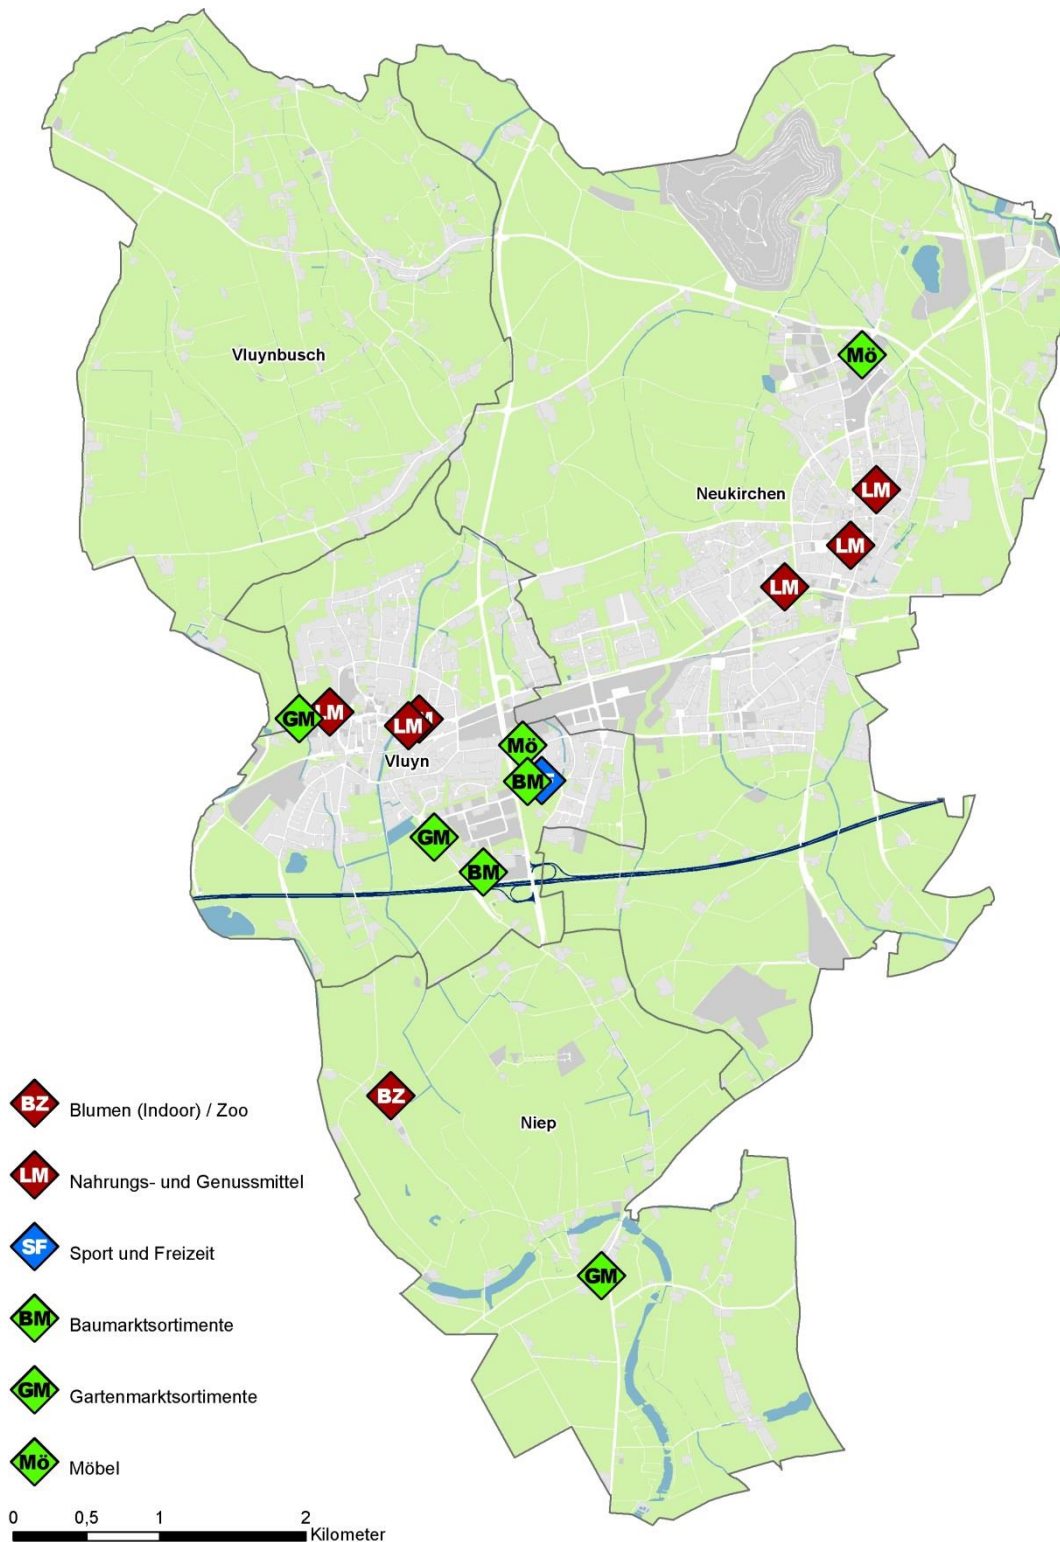 Vluynbusch
Mö
Neukirchen
LM
LM
LM
GM
LM
LM
Mö
Vluyn
BM
GM
BM
BZ
Niep
GM
BZ Blumen (Indoor) / Zoo
LM Nahrungs- und Genussmittel
SF Sport und Freizeit
BM Baumarktsortimente
GM Gartenmarktsortimente
Mö Möbel
0 0,5 1 2
Kilometer